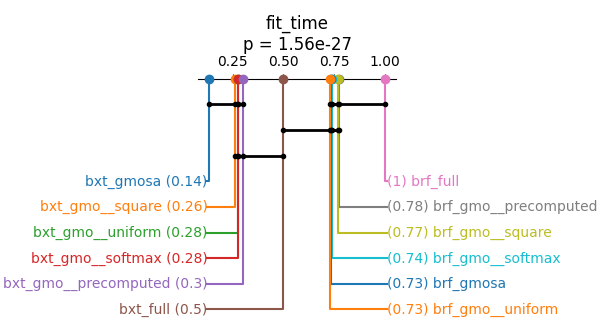 fit_time
p = 1.56e-27
0.25 0.50 0.75 1.00
bxt_gmosa (0.14)
(1) brf_full
bxt_gmo__square (0.26)
(0.78) brf_gmo__precomputed
bxt_gmo__uniform (0.28)
(0.77) brf_gmo__square
bxt_gmo__softmax (0.28)
(0.74) brf_gmo__softmax
bxt_gmo__precomputed (0.3)
(0.73) brf_gmosa
bxt_full (0.5)
(0.73) brf_gmo__uniform